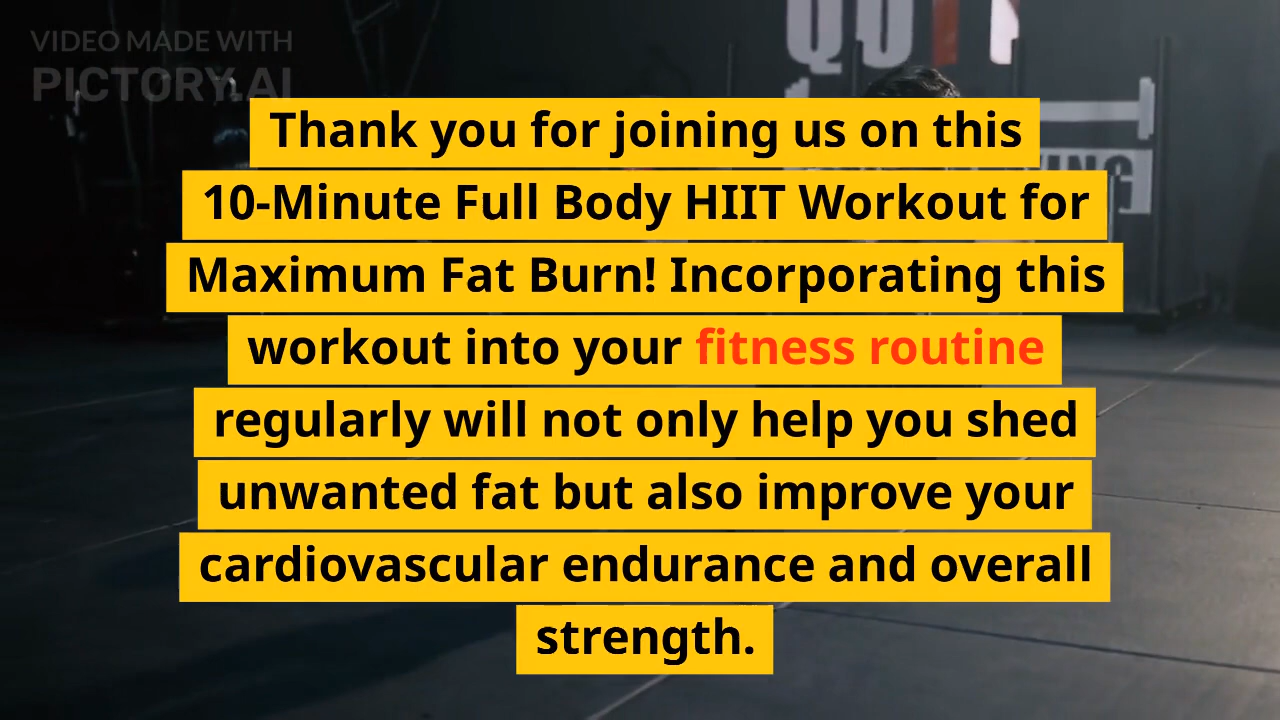 VIDEO MADE WITH
PICTORY.AI
QU
Thank you for joining us on this
10-Minute Full Body HIIT Workout for
Maximum Fat Burn! Incorporating this
workout into your fitness routine
regularly will not only help you shed
unwanted fat but also improve your
cardiovascular endurance and overall
strength.